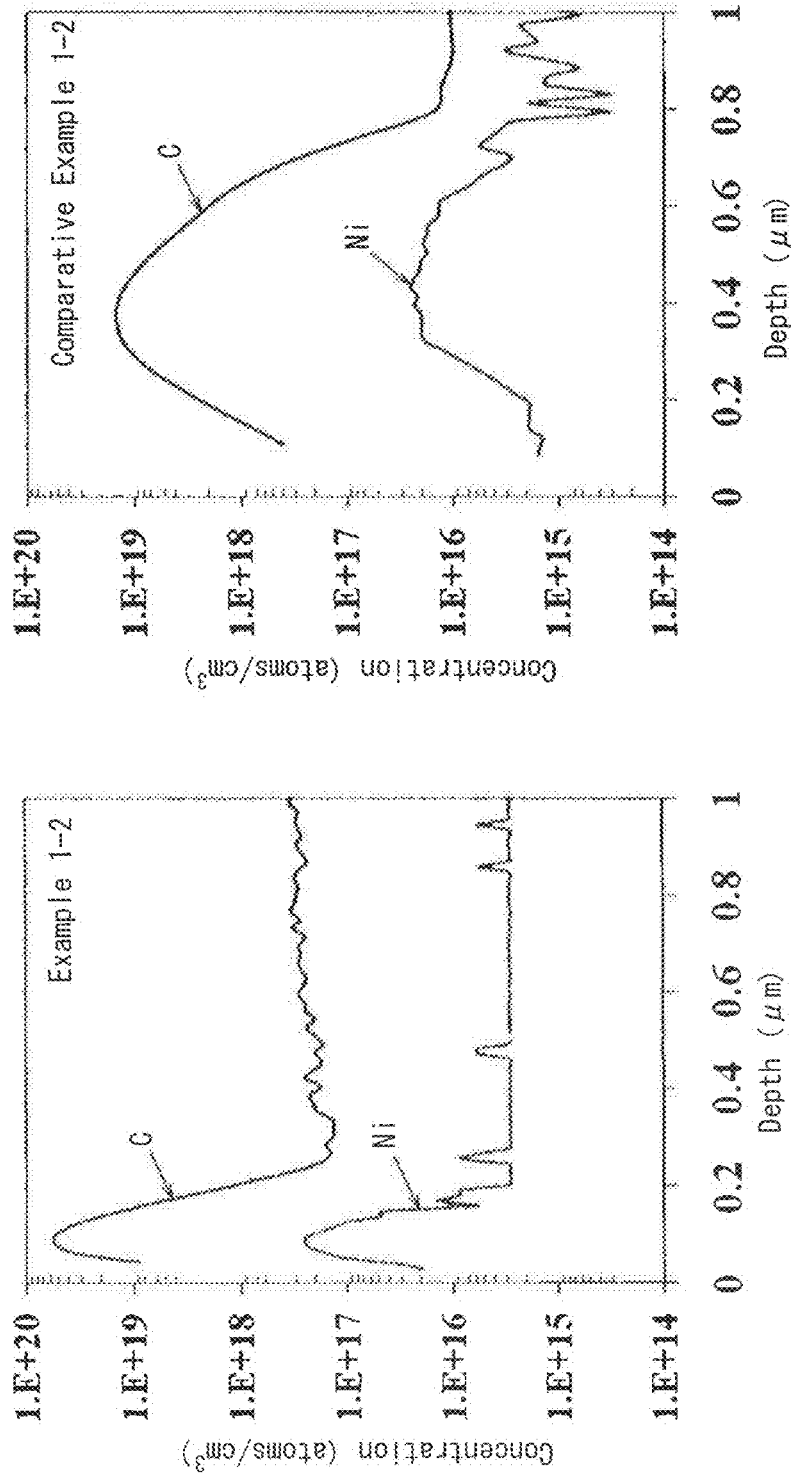 Example 1-2
C
Ni
1.E+20
1.E+19
1.E+18
1.E+17
1.E+16
1.E+15
1.E+14
Concentration (atoms/cm³)
0 0.2 0.4 0.6 0.8 1
Depth (μm)
Comparative Example 1-2
C
Ni
1.E+20
1.E+19
1.E+18
1.E+17
1.E+16
1.E+15
1.E+14
Concentration (atoms/cm³)
0 0.2 0.4 0.6 0.8 1
Depth (μm)